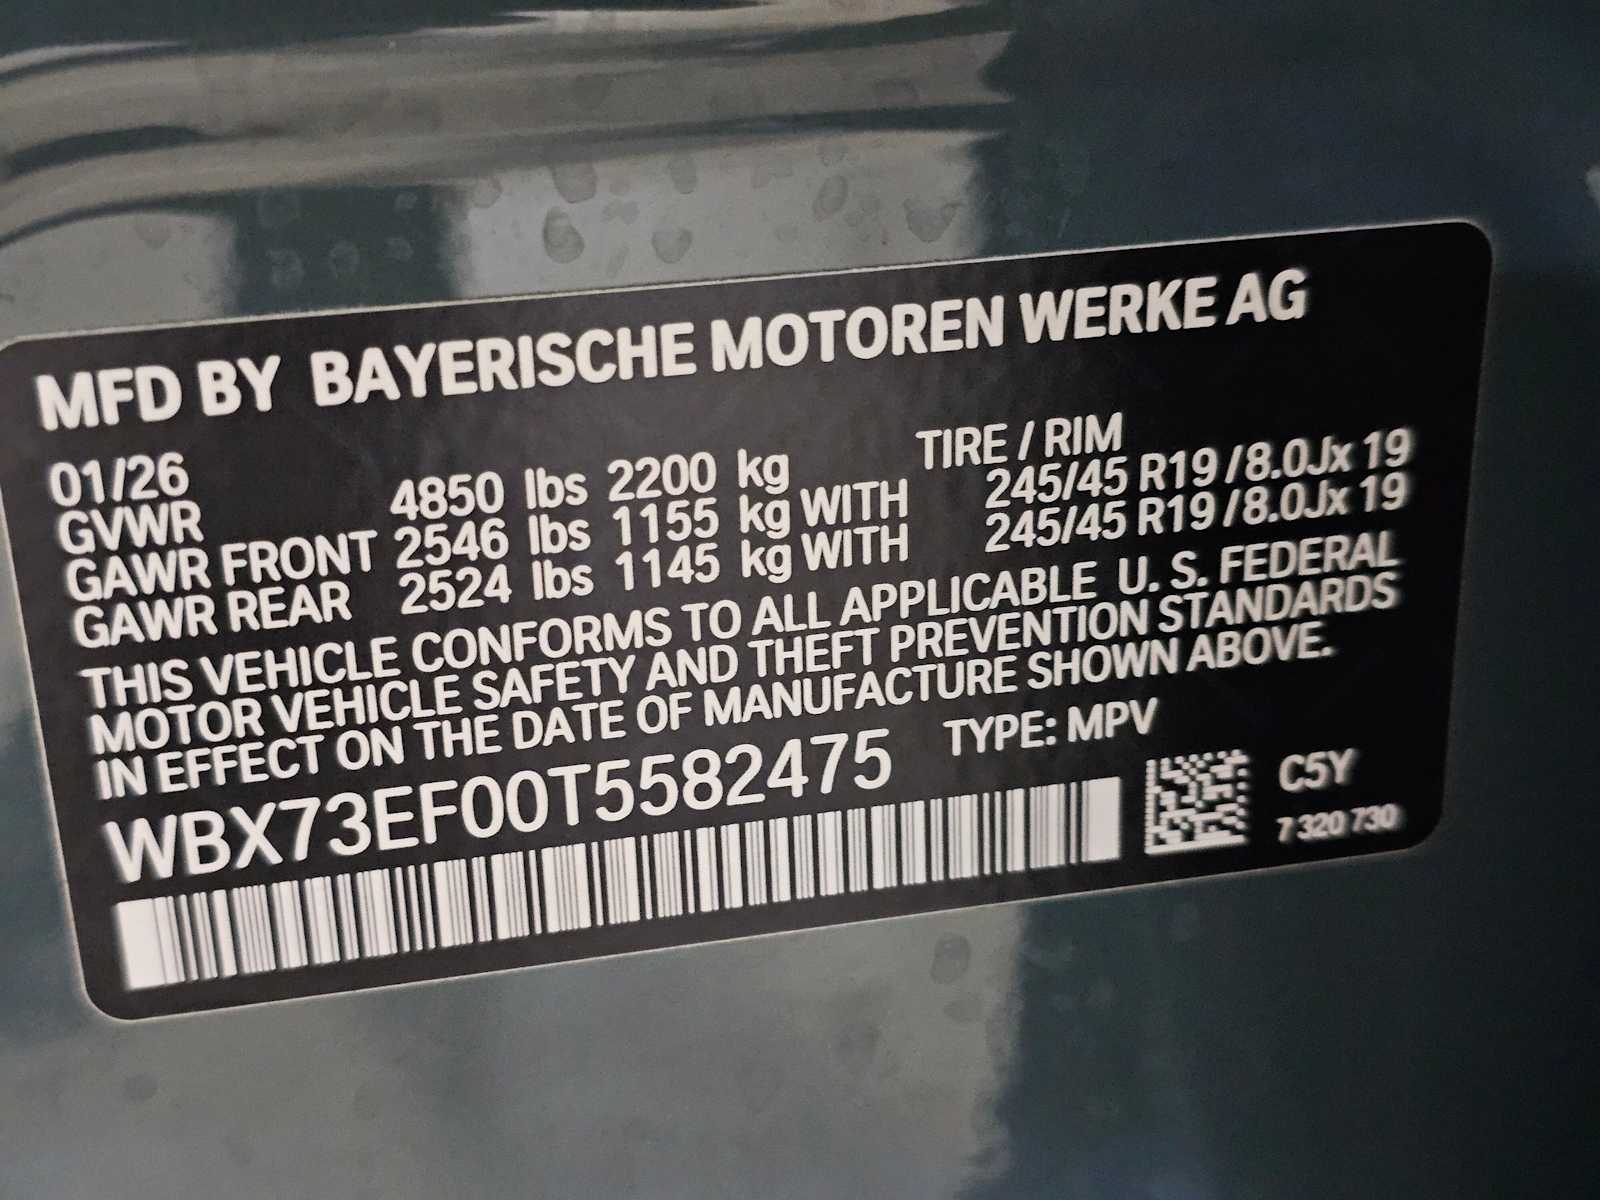 MFD BY BAYERISCHE MOTOREN WERKE AG
01/26 TIRE / RIM
GVWR 4850 lbs 2200 kg
GAWR FRONT 2546 lbs 1155 kg WITH 245/45 R19 /8.0Jx 19
GAWR REAR 2524 lbs 1145 kg WITH 245/45 R19 /8.0Jx 19
THIS VEHICLE CONFORMS TO ALL APPLICABLE U. S. FEDERAL
MOTOR VEHICLE SAFETY AND THEFT PREVENTION STANDARDS
IN EFFECT ON THE DATE OF MANUFACTURE SHOWN ABOVE.
WBX73EF00T5582475 TYPE: MPV
C5Y
7 320 730